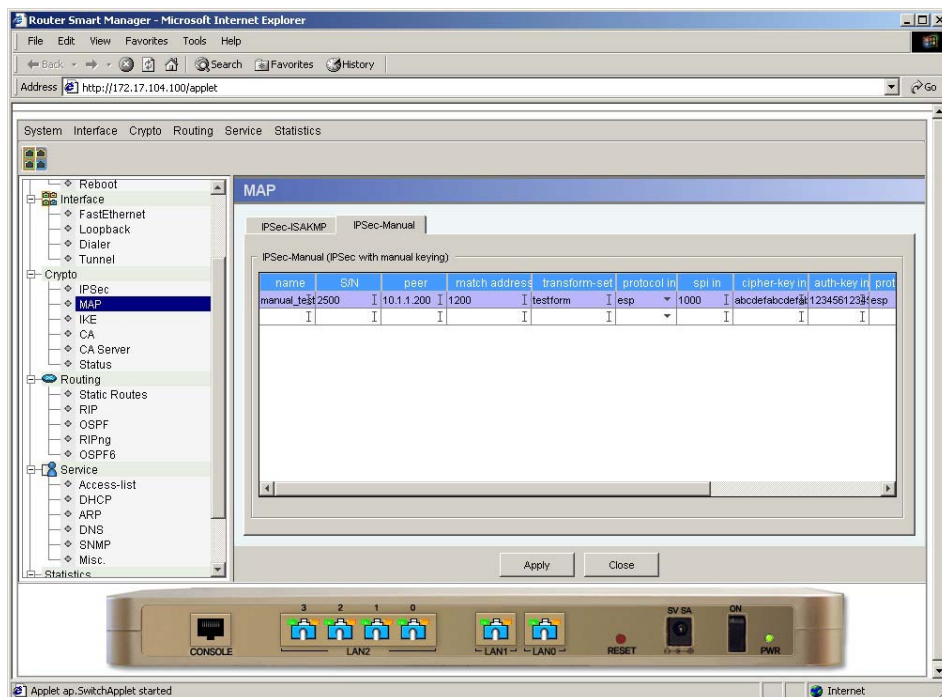 Router Smart Manager - Microsoft Internet Explorer
File Edit View Favorites Tools Help
Back Search Favorites History
Address http://172.17.104.100/applet Go
System Interface Crypto Routing Service Statistics
Reboot
Interface
FastEthernet
Loopback
Dialer
Tunnel
Crypto
IPSec
MAP
IKE
CA
CA Server
Status
Routing
Static Routes
RIP
OSPF
RIPng
OSPF6
Service
Access-list
DHCP
ARP
DNS
SNMP
Misc.
Statistics
MAP
IPSec-ISAKMP IPSec-Manual
IPSec-Manual (IPSec with manual keying)
name S/N peer match address transform-set protocol in spi in cipher-key in auth-key in prot
manual_test 2500 10.1.1.200 1200 testform esp 1000 esp
Apply Close
3 2 1 0 5V 5A ON
CONSOLE LAN2 LAN1 LAN0 RESET PWR
Applet ap.SwitchApplet started Internet